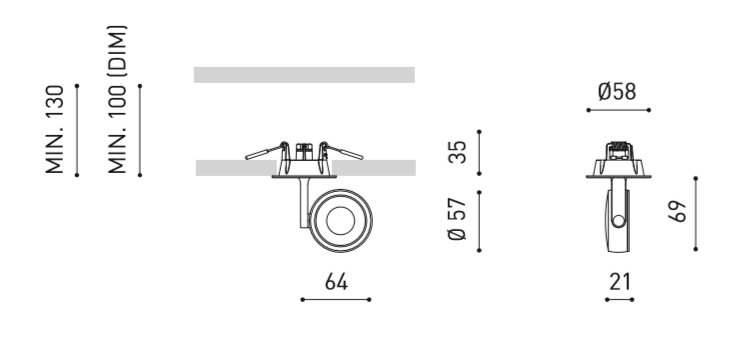 MIN. 130
MIN. 100 (DIM)
Ø58
35
Ø 57
69
64
21